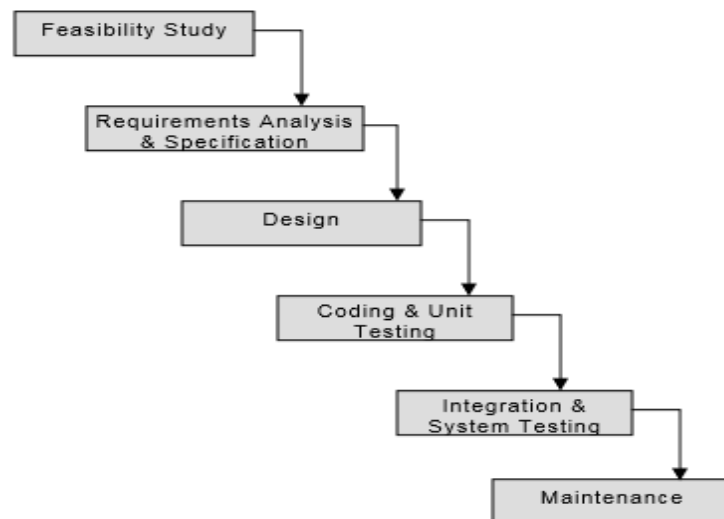 Feasibility Study
Requirements Analysis
& Specification
Design
Coding & Unit
Testing
Integration &
System Testing
Maintenance